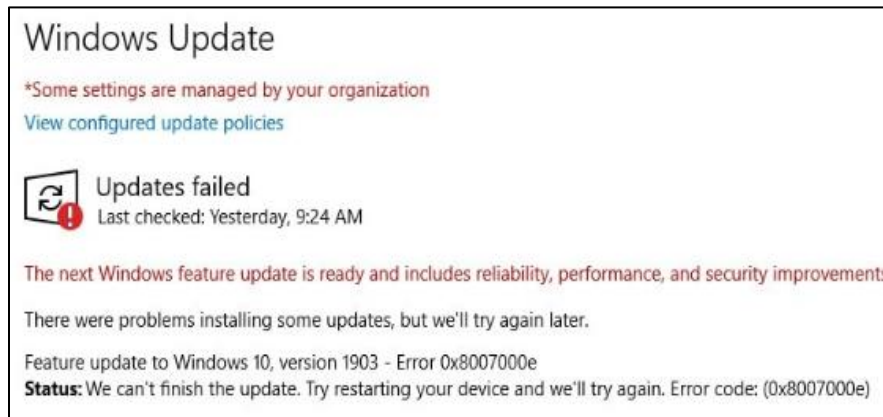 Windows Update
*Some settings are managed by your organization
View configured update policies
Updates failed
Last checked: Yesterday, 9:24 AM
The next Windows feature update is ready and includes reliability, performance, and security improvements
There were problems installing some updates, but we'll try again later.
Feature update to Windows 10, version 1903 - Error 0x8007000e
Status: We can't finish the update. Try restarting your device and we'll try again. Error code: (0x8007000e)